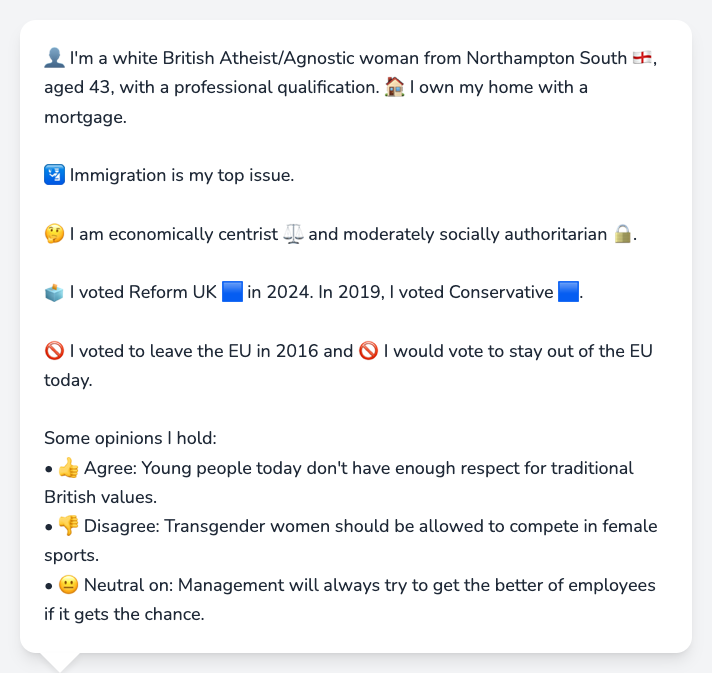 👤 I'm a white British Atheist/Agnostic woman from Northampton South 🏴󠁧󠁢󠁥󠁮󠁧󠁿,
aged 43, with a professional qualification. 🏠 I own my home with a
mortgage.
🛂 Immigration is my top issue.
🤔 I am economically centrist ⚖️ and moderately socially authoritarian 🔒.
🗳️ I voted Reform UK 🟦 in 2024. In 2019, I voted Conservative 🟦.
🚫 I voted to leave the EU in 2016 and 🚫 I would vote to stay out of the EU
today.
Some opinions I hold:
• 👍 Agree: Young people today don't have enough respect for traditional
British values.
• 👎 Disagree: Transgender women should be allowed to compete in female
sports.
• 😐 Neutral on: Management will always try to get the better of employees
if it gets the chance.